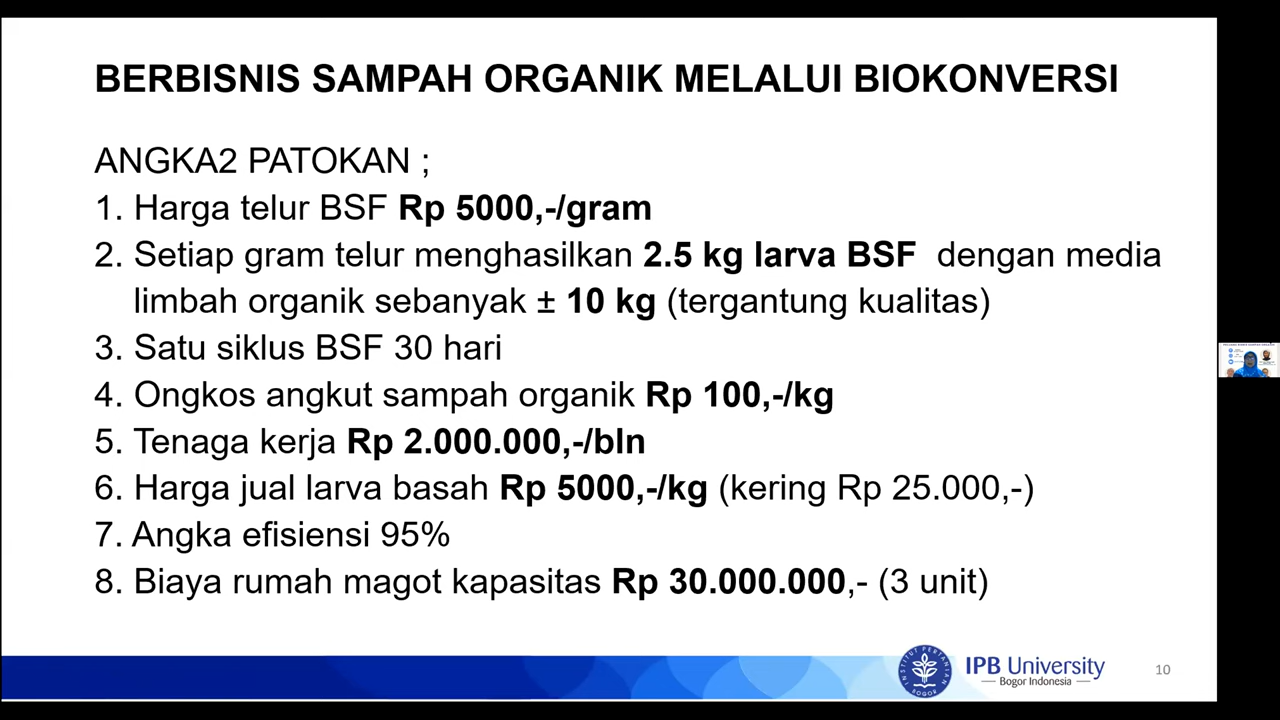 BERBISNIS SAMPAH ORGANIK MELALUI BIOKONVERSI
ANGKA2 PATOKAN ;
1. Harga telur BSF Rp 5000,-/gram
2. Setiap gram telur menghasilkan 2.5 kg larva BSF dengan media
limbah organik sebanyak ± 10 kg (tergantung kualitas)
3. Satu siklus BSF 30 hari
4. Ongkos angkut sampah organik Rp 100,-/kg
5. Tenaga kerja Rp 2.000.000,-/bln
6. Harga jual larva basah Rp 5000,-/kg (kering Rp 25.000,-)
7. Angka efisiensi 95%
8. Biaya rumah magot kapasitas Rp 30.000.000,- (3 unit)
INSTITUT PERTANIAN BOGOR
IPB University
Bogor Indonesia
10